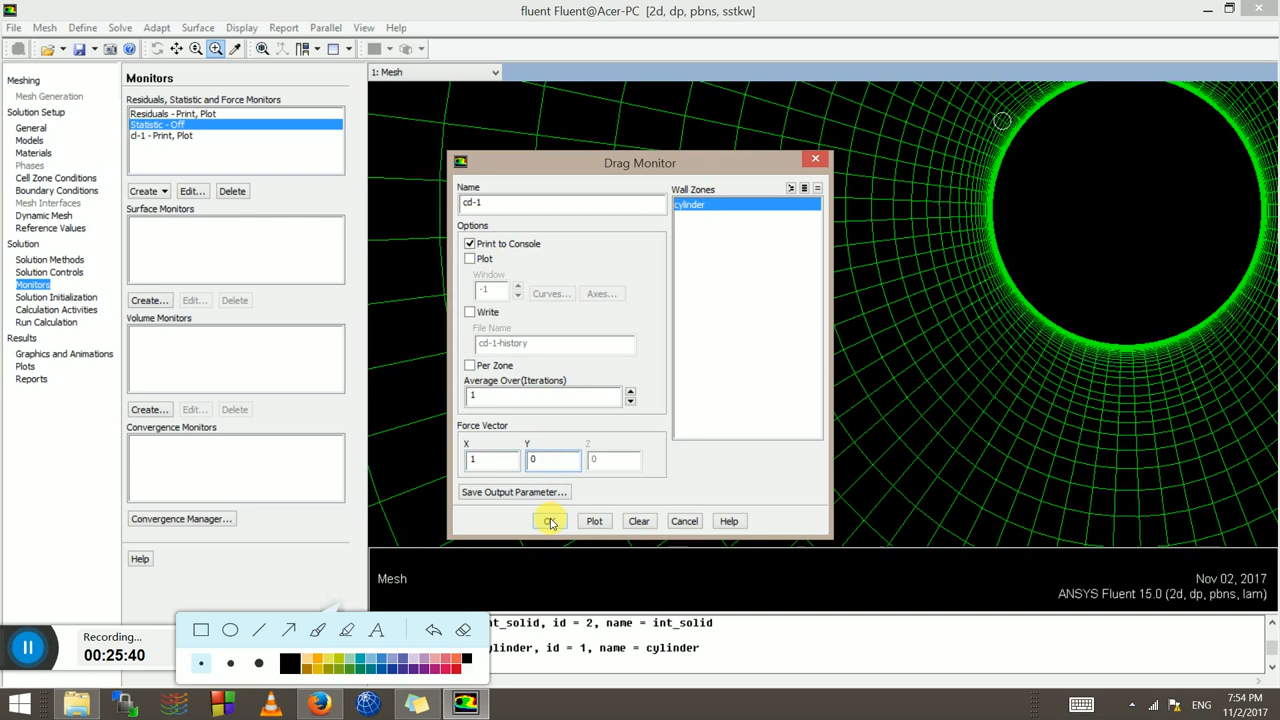 fluent Fluent@Acer-PC [2d, dp, pbns, sstkw]
File Mesh Define Solve Adapt Surface Display Report Parallel View Help
1: Mesh
Meshing
Mesh Generation
Solution Setup
General
Models
Materials
Phases
Cell Zone Conditions
Boundary Conditions
Mesh Interfaces
Dynamic Mesh
Reference Values
Solution
Solution Methods
Solution Controls
Monitors
Solution Initialization
Calculation Activities
Run Calculation
Results
Graphics and Animations
Plots
Reports
Monitors
Residuals, Statistic and Force Monitors
Residuals - Print, Plot
Statistic - Off
cl-1 - Print, Plot
Create Edit... Delete
Surface Monitors
Create... Edit... Delete
Volume Monitors
Create... Edit... Delete
Convergence Monitors
Convergence Manager...
Help
Drag Monitor
Name
cd-1
Options
Print to Console
Plot
Window
-1
Curves... Axes...
Write
File Name
cd-1-history
Per Zone
Average Over(Iterations)
1
Force Vector
X Y Z
1 0 0
Save Output Parameter...
Wall Zones
cylinder
Plot Clear Cancel Help
Mesh
Nov 02, 2017
ANSYS Fluent 15.0 (2d, dp, pbns, lam)
nt_solid, id = 2, name = int_solid
ylinder, id = 1, name = cylinder
Recording...
00:25:40
A
ENG
7:54 PM
11/2/2017